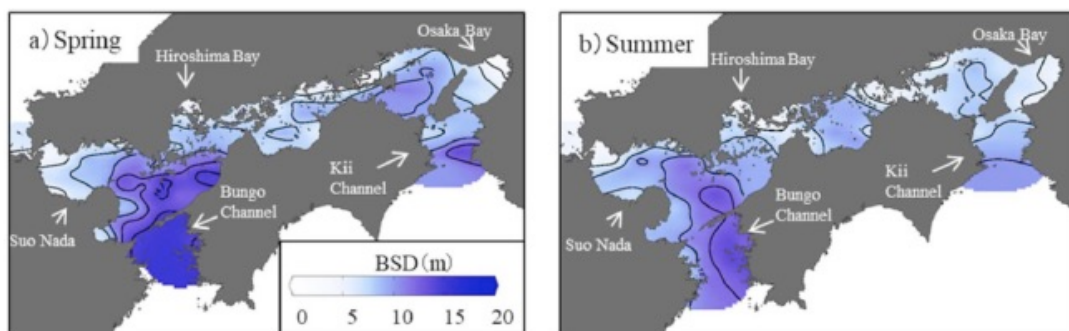 a) Spring
Hiroshima Bay
Osaka Bay
Kii
Channel
Bungo
Channel
Suo Nada
BSD(m)
0 5 10 15 20
b) Summer
Hiroshima Bay
Osaka Bay
Kii
Channel
Bungo
Channel
Suo Nada